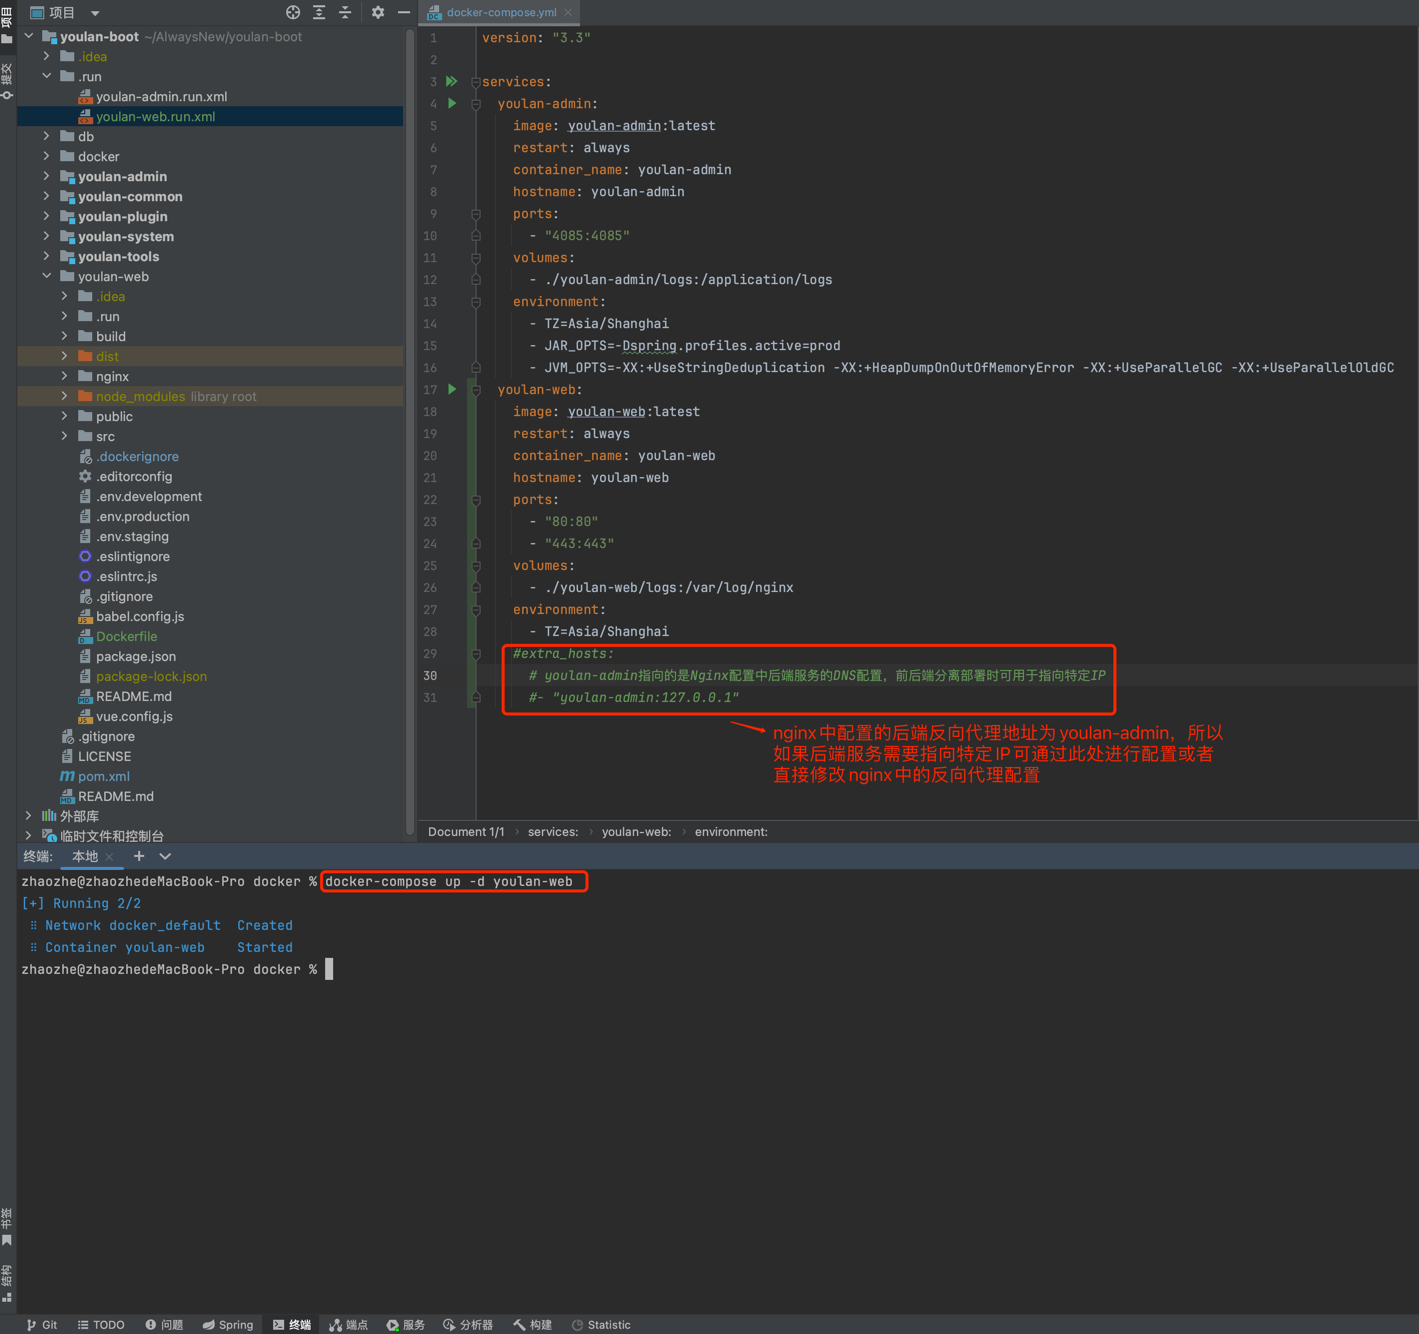 项目
docker-compose.yml
项目
提交
youlan-boot ~/AlwaysNew/youlan-boot
.idea
.run
youlan-admin.run.xml
youlan-web.run.xml
db
docker
youlan-admin
youlan-common
youlan-plugin
youlan-system
youlan-tools
youlan-web
.idea
.run
build
dist
nginx
node_modules library root
public
src
.dockerignore
.editorconfig
.env.development
.env.production
.env.staging
.eslintignore
.eslintrc.js
.gitignore
babel.config.js
Dockerfile
package.json
package-lock.json
README.md
vue.config.js
.gitignore
LICENSE
pom.xml
README.md
外部库
临时文件和控制台
1 version: "3.3"
2
3 services:
4 youlan-admin:
5 image: youlan-admin:latest
6 restart: always
7 container_name: youlan-admin
8 hostname: youlan-admin
9 ports:
10 - "4085:4085"
11 volumes:
12 - ./youlan-admin/logs:/application/logs
13 environment:
14 - TZ=Asia/Shanghai
15 - JAR_OPTS=-Dspring.profiles.active=prod
16 - JVM_OPTS=-XX:+UseStringDeduplication -XX:+HeapDumpOnOutOfMemoryError -XX:+UseParallelGC -XX:+UseParallelOldGC
17 youlan-web:
18 image: youlan-web:latest
19 restart: always
20 container_name: youlan-web
21 hostname: youlan-web
22 ports:
23 - "80:80"
24 - "443:443"
25 volumes:
26 - ./youlan-web/logs:/var/log/nginx
27 environment:
28 - TZ=Asia/Shanghai
29 #extra_hosts:
30 # youlan-admin指向的是Nginx配置中后端服务的DNS配置，前后端分离部署时可用于指向特定IP
31 #- "youlan-admin:127.0.0.1"
nginx中配置的后端反向代理地址为youlan-admin，所以
如果后端服务需要指向特定IP可通过此处进行配置或者
直接修改nginx中的反向代理配置
Document 1/1 › services: › youlan-web: › environment:
终端: 本地
zhaozhe@zhaozhedeMacBook-Pro docker % docker-compose up -d youlan-web
[+] Running 2/2
⠿ Network docker_default Created
⠿ Container youlan-web Started
zhaozhe@zhaozhedeMacBook-Pro docker %
书签
结构
Git TODO 问题 Spring 终端 端点 服务 分析器 构建 Statistic